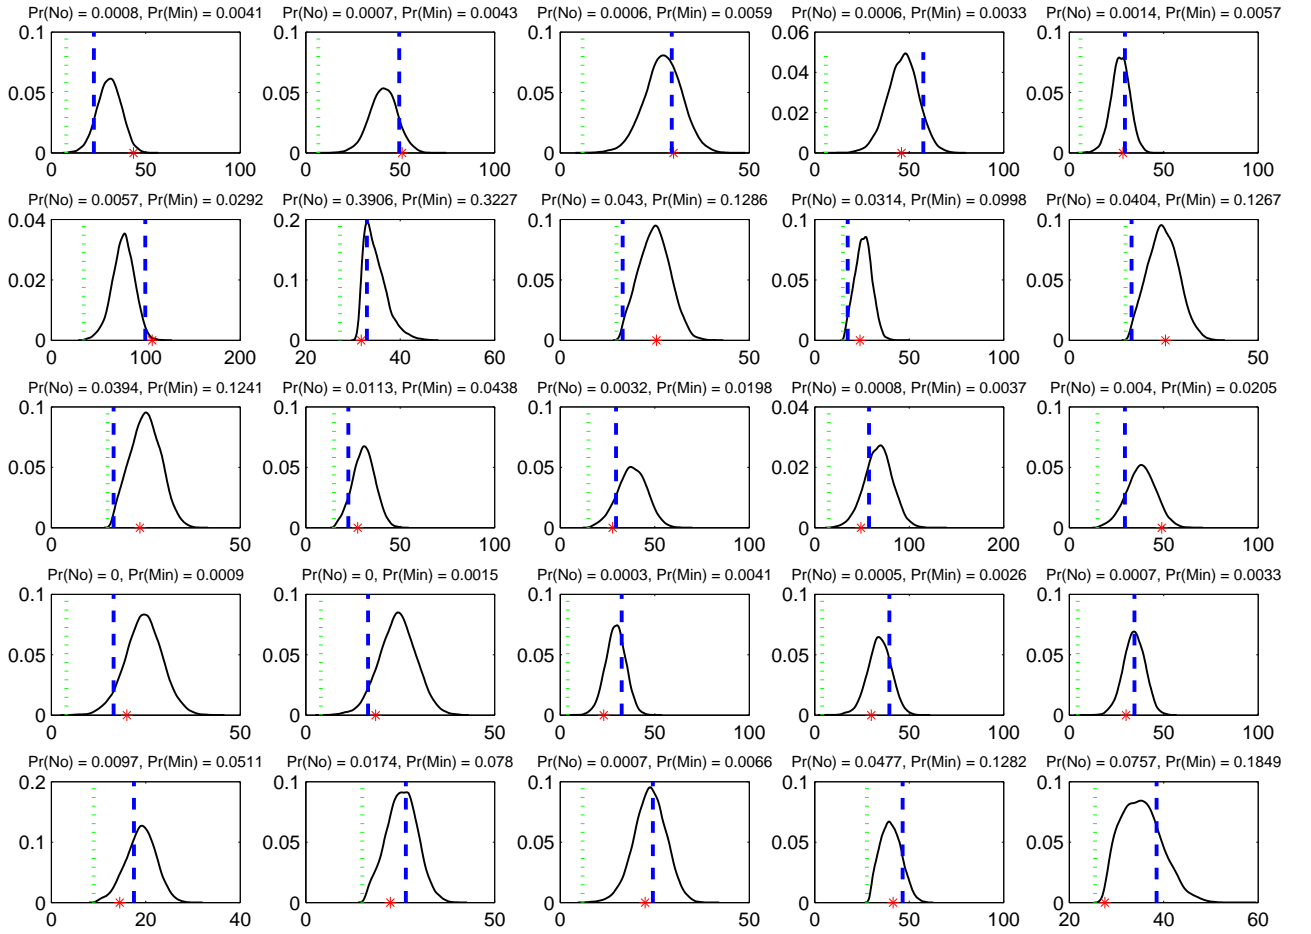 Pr(No) = 0.0008, Pr(Min) = 0.0041
0.1
0.05
0
0 50 100
Pr(No) = 0.0007, Pr(Min) = 0.0043
0.1
0.05
0
0 50 100
Pr(No) = 0.0006, Pr(Min) = 0.0059
0.1
0.05
0
0 50
Pr(No) = 0.0006, Pr(Min) = 0.0033
0.06
0.04
0.02
0
0 50 100
Pr(No) = 0.0014, Pr(Min) = 0.0057
0.1
0.05
0
0 50 100
Pr(No) = 0.0057, Pr(Min) = 0.0292
0.04
0.02
0
0 100 200
Pr(No) = 0.3906, Pr(Min) = 0.3227
0.2
0.1
0
20 40 60
Pr(No) = 0.043, Pr(Min) = 0.1286
0.1
0.05
0
0 50
Pr(No) = 0.0314, Pr(Min) = 0.0998
0.1
0.05
0
0 50 100
Pr(No) = 0.0404, Pr(Min) = 0.1267
0.1
0.05
0
0 50
Pr(No) = 0.0394, Pr(Min) = 0.1241
0.1
0.05
0
0 50
Pr(No) = 0.0113, Pr(Min) = 0.0438
0.1
0.05
0
0 50 100
Pr(No) = 0.0032, Pr(Min) = 0.0198
0.1
0.05
0
0 50 100
Pr(No) = 0.0008, Pr(Min) = 0.0037
0.04
0.02
0
0 100 200
Pr(No) = 0.004, Pr(Min) = 0.0205
0.1
0.05
0
0 50 100
Pr(No) = 0, Pr(Min) = 0.0009
0.1
0.05
0
0 50
Pr(No) = 0, Pr(Min) = 0.0015
0.1
0.05
0
0 50
Pr(No) = 0.0003, Pr(Min) = 0.0041
0.1
0.05
0
0 50 100
Pr(No) = 0.0005, Pr(Min) = 0.0026
0.1
0.05
0
0 50 100
Pr(No) = 0.0007, Pr(Min) = 0.0033
0.1
0.05
0
0 50 100
Pr(No) = 0.0097, Pr(Min) = 0.0511
0.2
0.1
0
0 20 40
Pr(No) = 0.0174, Pr(Min) = 0.078
0.1
0.05
0
0 50
Pr(No) = 0.0007, Pr(Min) = 0.0066
0.1
0.05
0
0 50
Pr(No) = 0.0477, Pr(Min) = 0.1282
0.1
0.05
0
0 50 100
Pr(No) = 0.0757, Pr(Min) = 0.1849
0.1
0.05
0
20 40 60